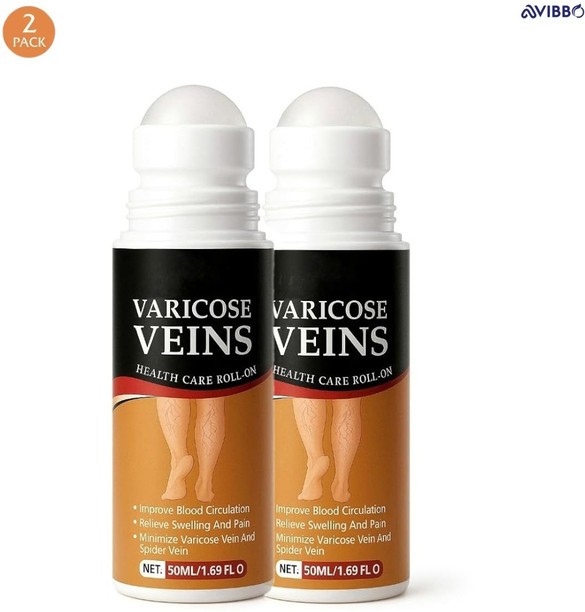 2
PACK
AVIBBO
VARICOSE
VEINS
HEALTH CARE ROLL-ON
• Improve Blood Circulation
• Relieve Swelling And Pain
• Minimize Varicose Vein And
Spider Vein
NET. 50ML/1.69 FL O
VARICOSE
VEINS
HEALTH CARE ROLL-ON
Improve Blood Circulation
Relieve Swelling And Pain
Minimize Varicose Vein And
Spider Vein
NET. 50ML/1.69 FL O